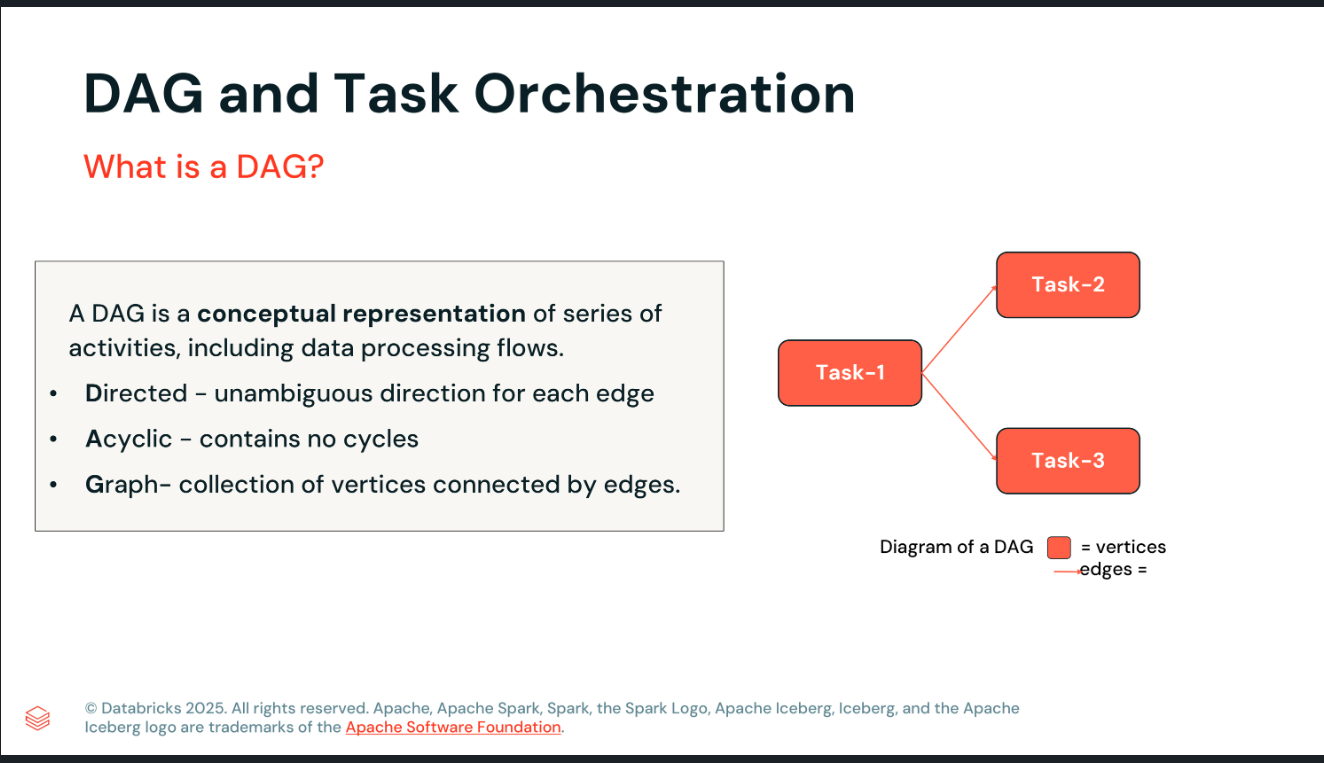 DAG and Task Orchestration
What is a DAG?
A DAG is a conceptual representation of series of
activities, including data processing flows.
• Directed – unambiguous direction for each edge
• Acyclic – contains no cycles
• Graph– collection of vertices connected by edges.
Task-1
Task-2
Task-3
Diagram of a DAG = vertices
edges =
© Databricks 2025. All rights reserved. Apache, Apache Spark, Spark, the Spark Logo, Apache Iceberg, Iceberg, and the Apache
Iceberg logo are trademarks of the Apache Software Foundation.